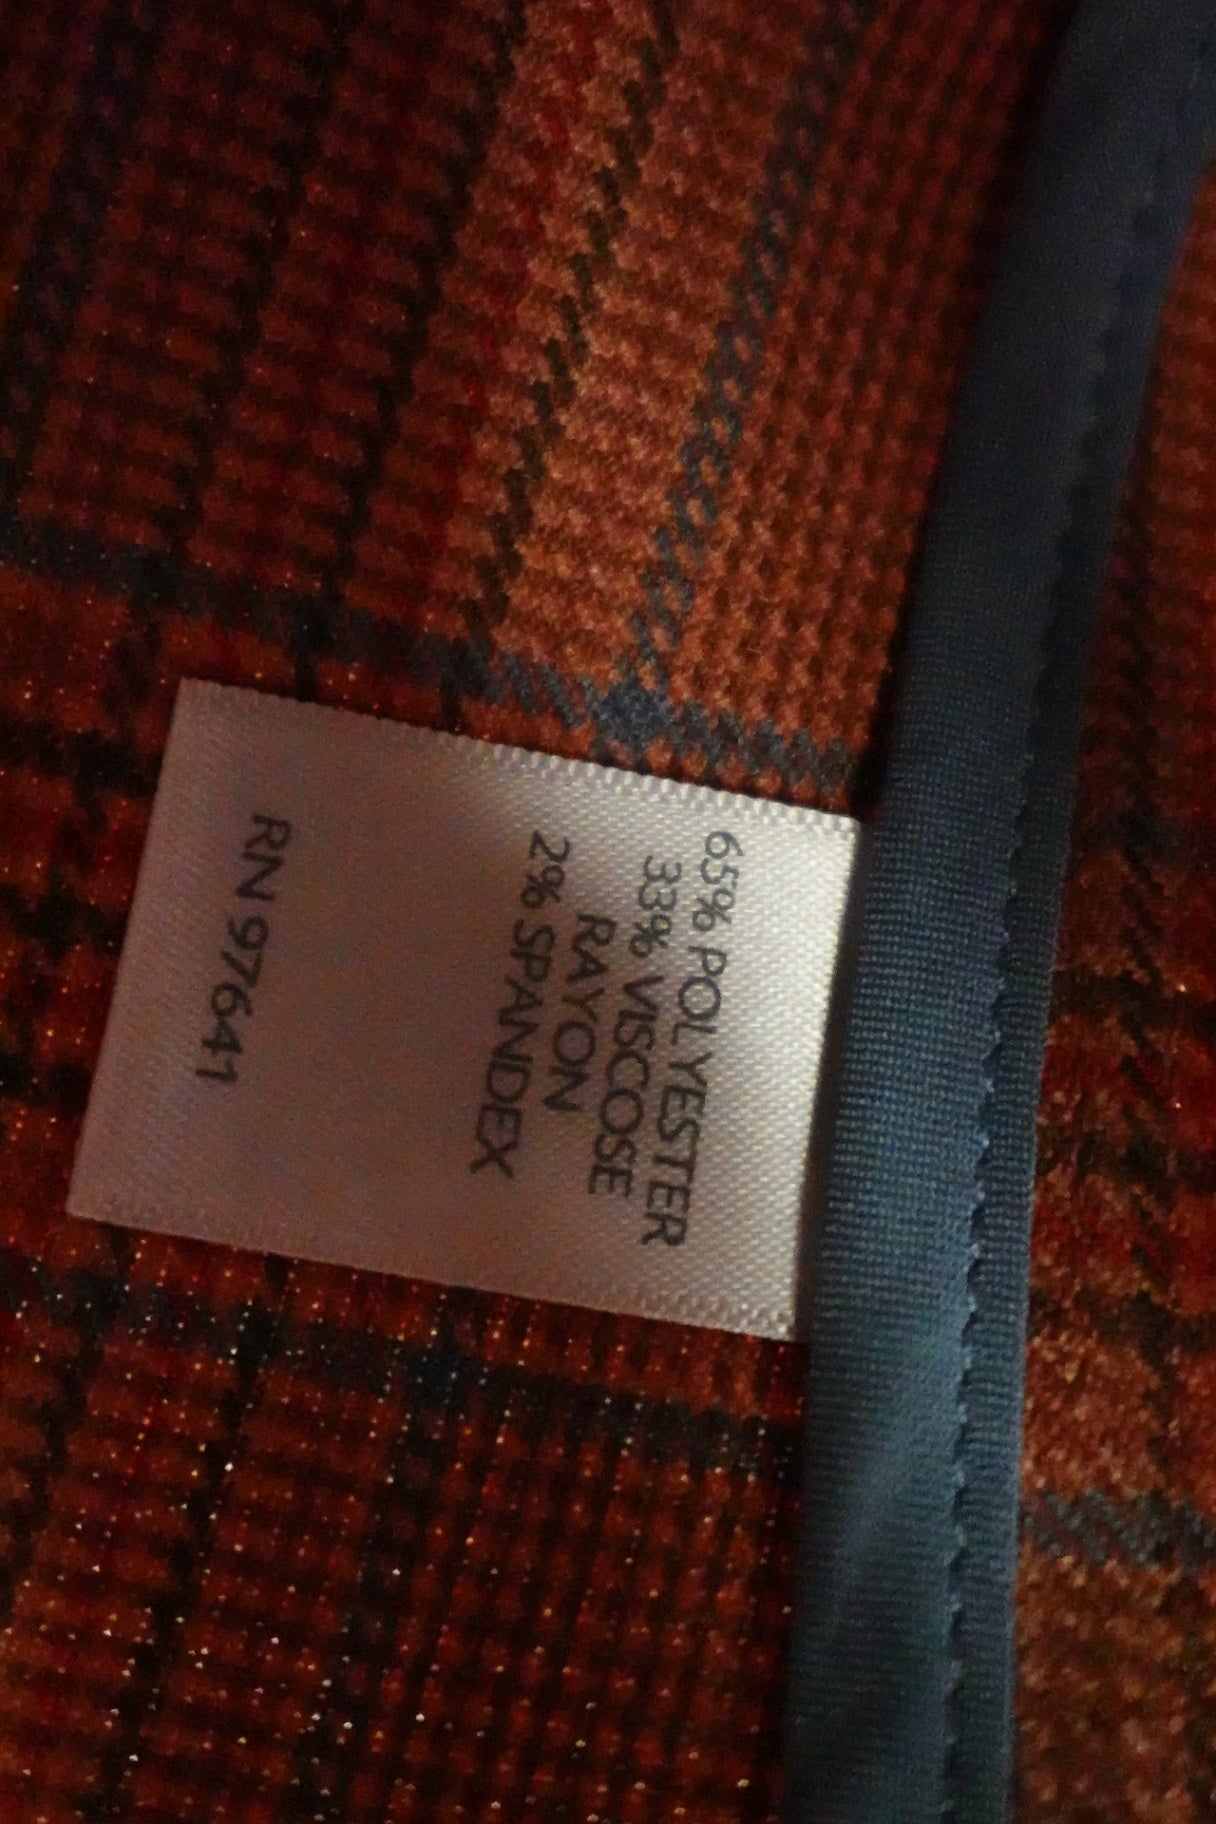 65% POLYESTER
33% VISCOSE
RAYON
2% SPANDEX
RN 97641